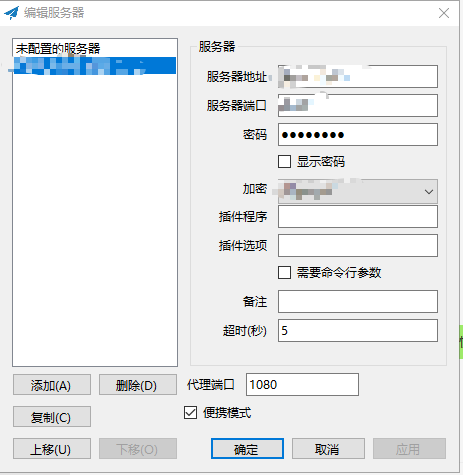 编辑服务器
未配置的服务器
服务器
服务器地址
服务器端口
密码 ●●●●●●●●
显示密码
加密
插件程序
插件选项
需要命令行参数
备注
超时(秒) 5
添加(A) 删除(D) 代理端口 1080
复制(C) 便携模式
上移(U) 下移(O) 确定 取消 应用